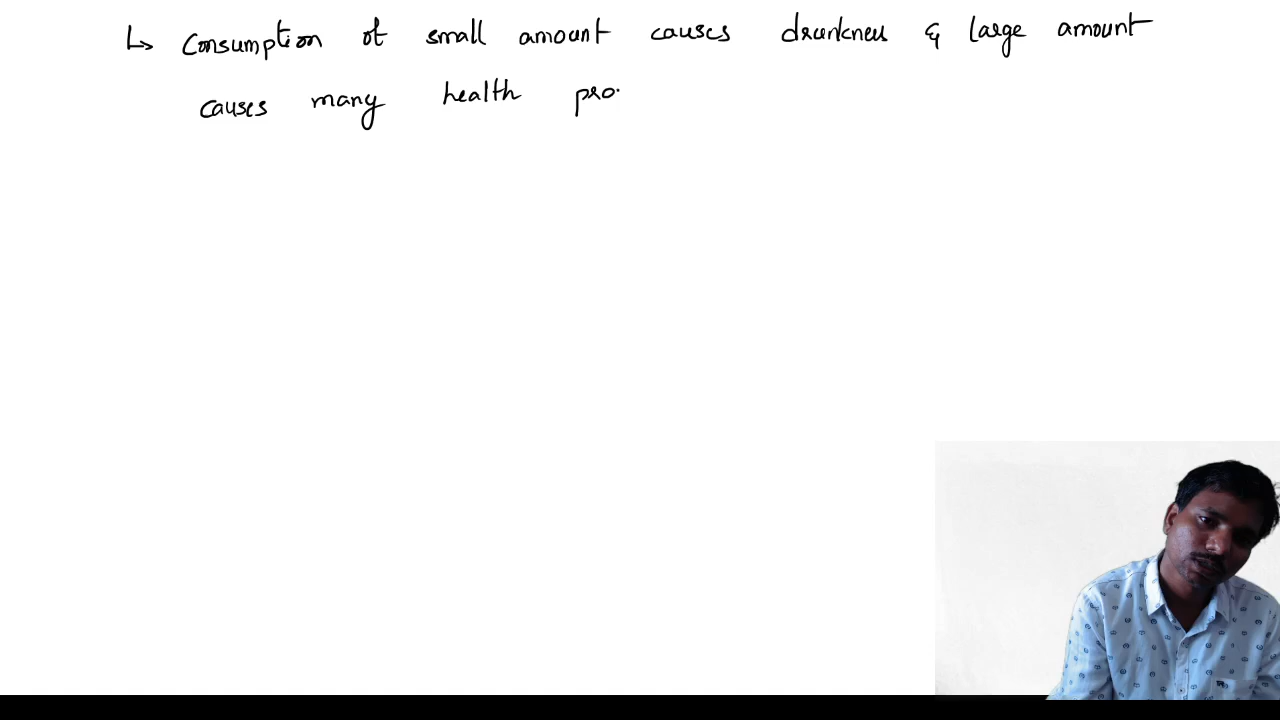 ↳ Consumption of small amount causes drunkness & large amount
causes many health pro